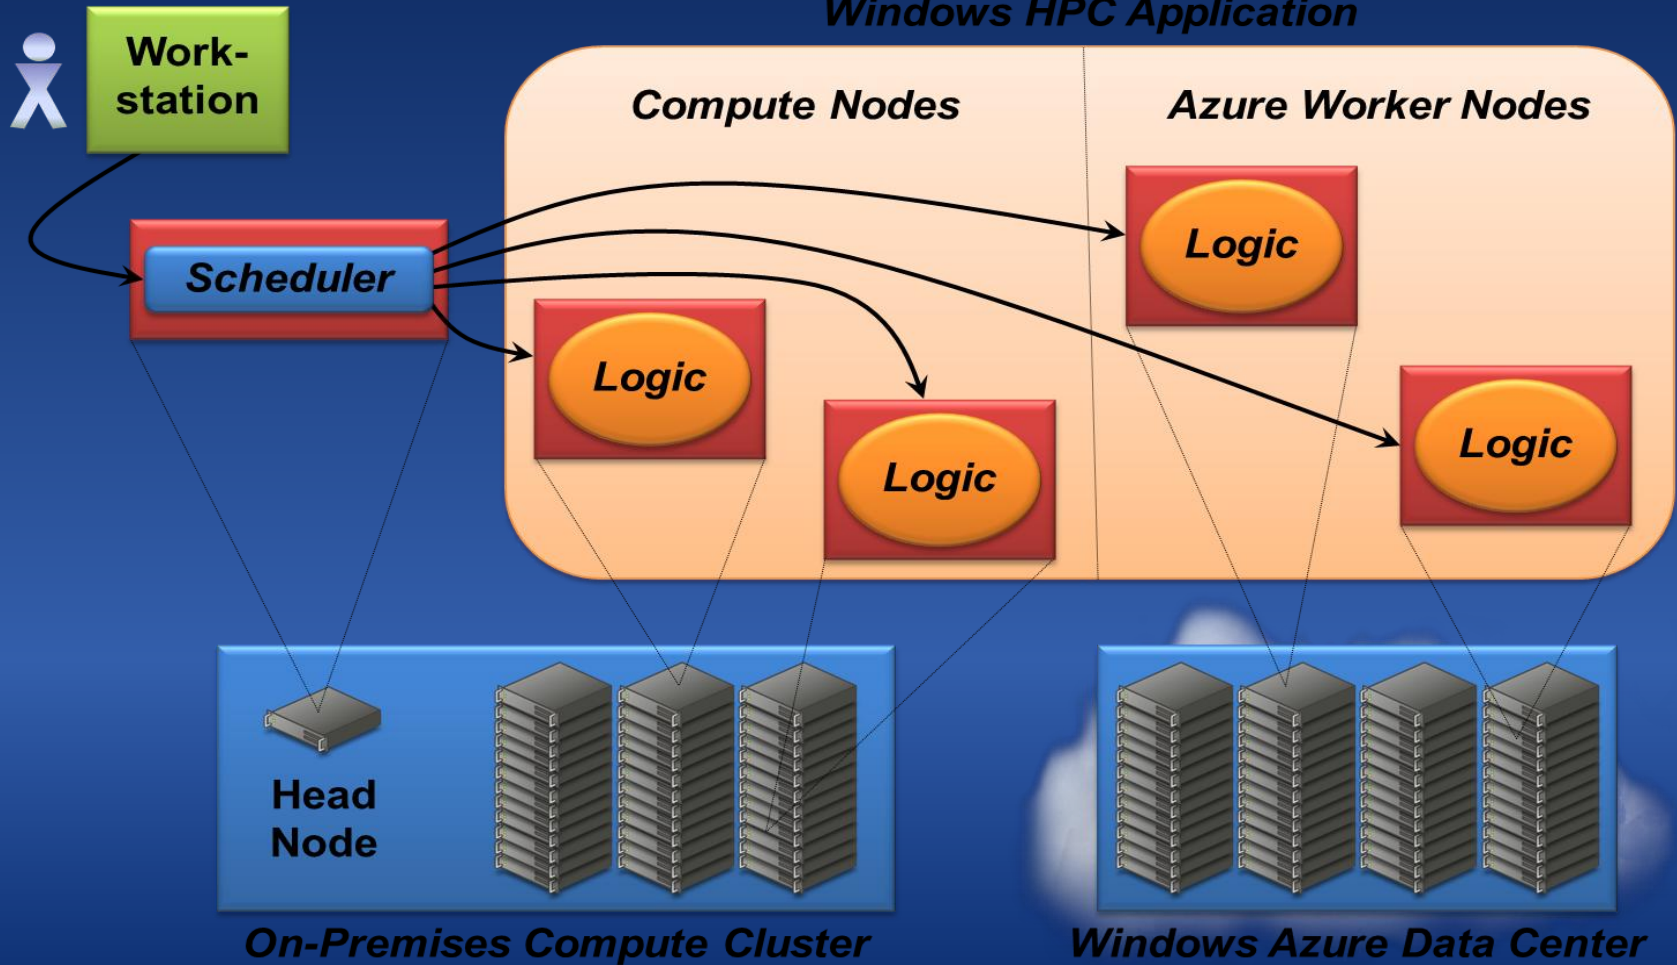 Windows HPC Application
Work-
station
Compute Nodes
Azure Worker Nodes
Scheduler
Logic
Logic
Logic
Logic
Head
Node
On-Premises Compute Cluster
Windows Azure Data Center